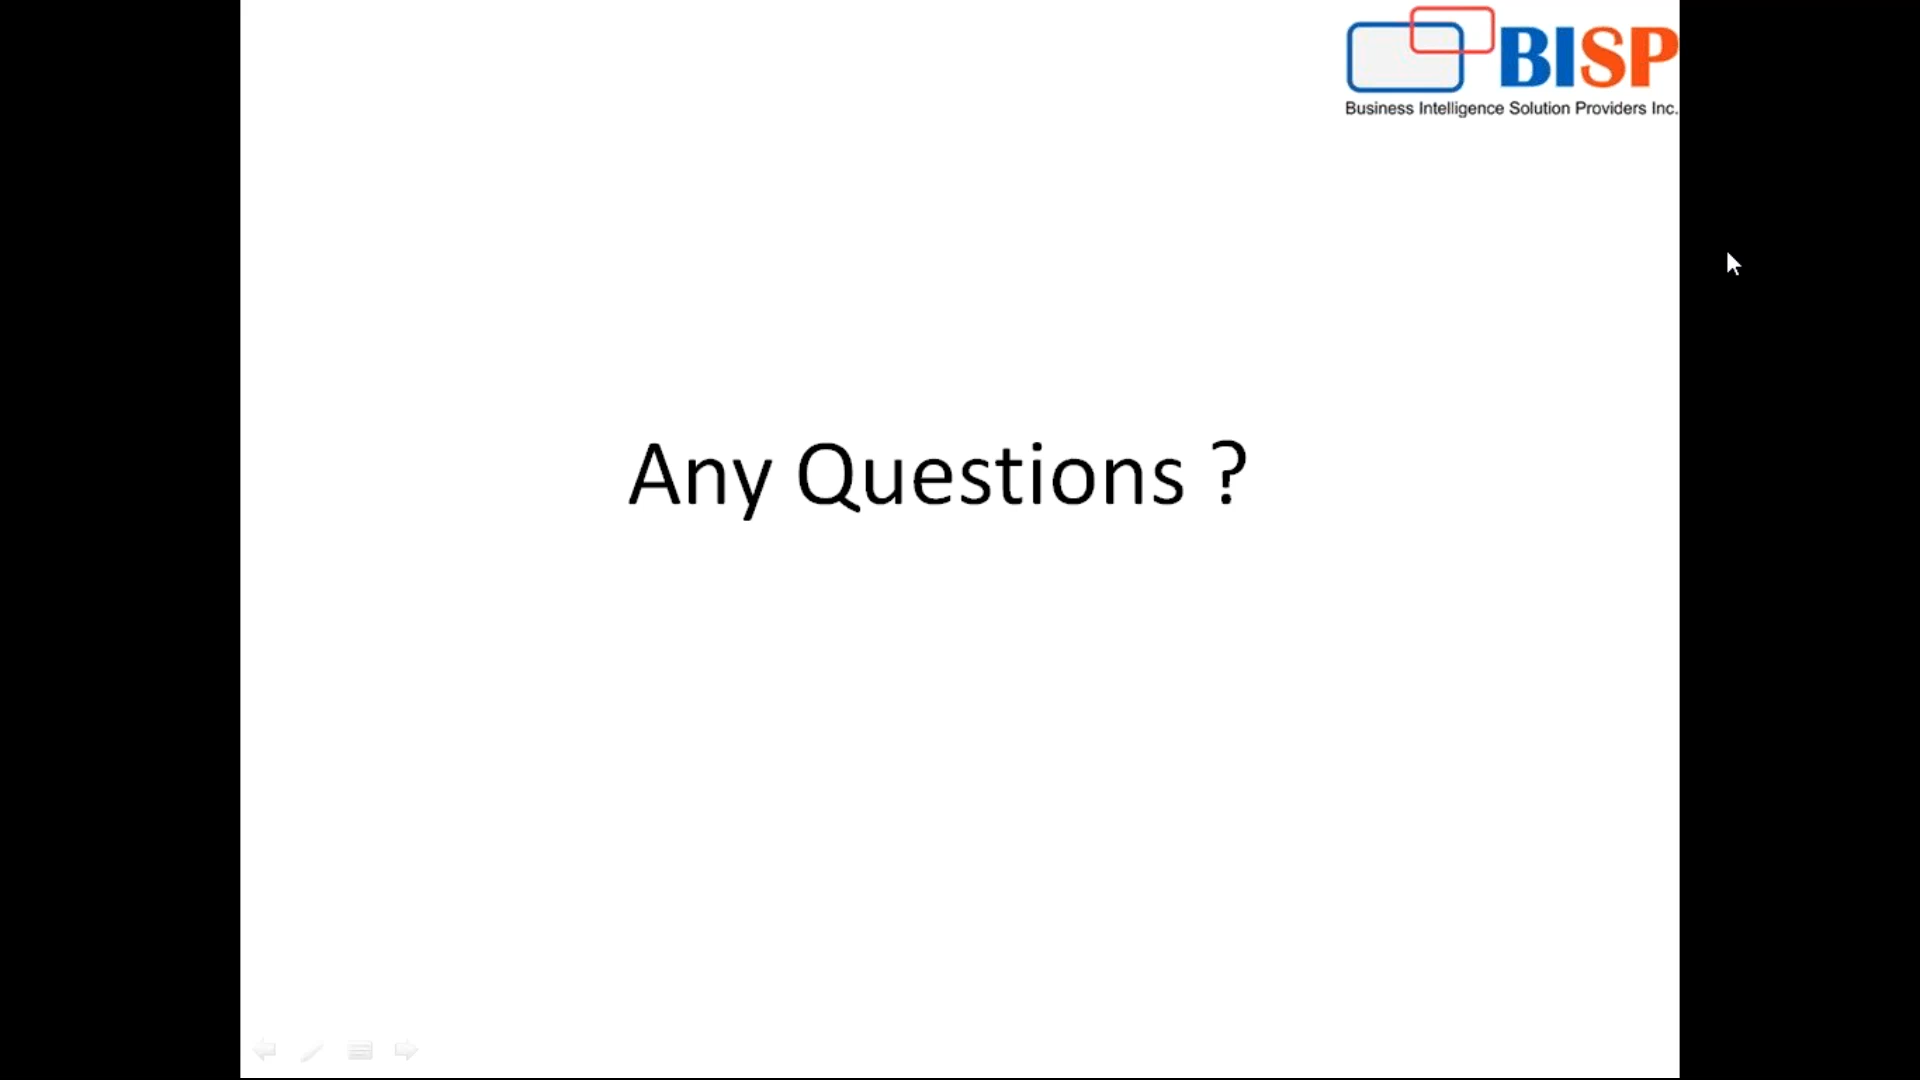 BISP
Business Intelligence Solution Providers Inc.
Any Questions ?